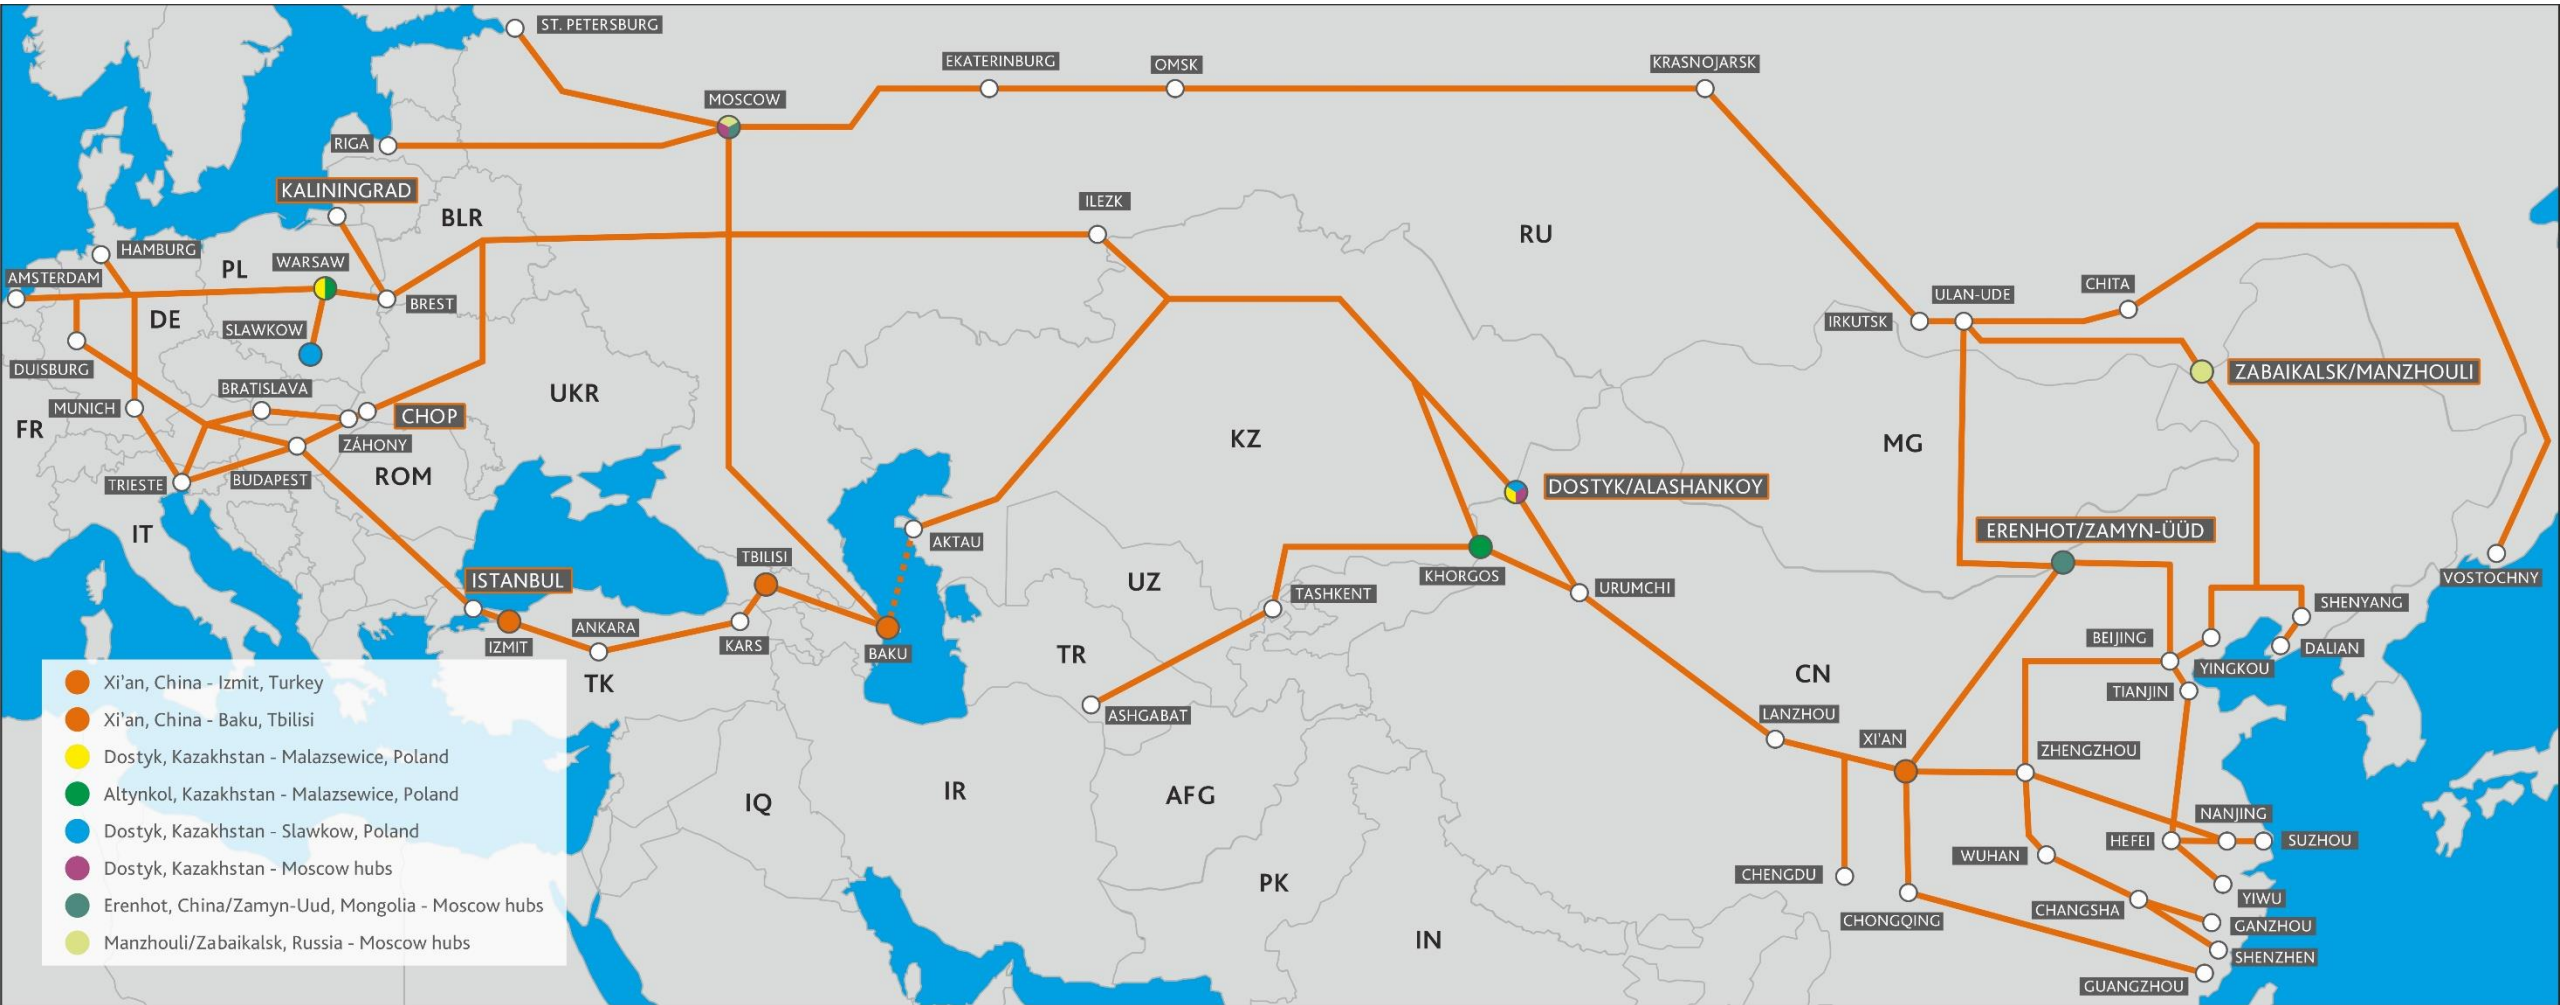 ST. PETERSBURG
EKATERINBURG
OMSK
KRASNOJARSK
MOSCOW
RIGA
KALININGRAD
ILEZK
BLR
RU
HAMBURG
WARSAW
PL
AMSTERDAM
BREST
CHITA
ULAN-UDE
IRKUTSK
DE
SLAWKOW
DUISBURG
ZABAIKALSK/MANZHOULI
BRATISLAVA
UKR
MUNICH
CHOP
FR
ZÁHONY
KZ
MG
TRIESTE
BUDAPEST
ROM
DOSTYK/ALASHANKOY
IT
ERENHOT/ZAMYN-ÜÜD
AKTAU
TBILISI
ISTANBUL
UZ
KHORGOS
URUMCHI
VOSTOCHNY
TASHKENT
SHENYANG
ANKARA
IZMIT
KARS
BAKU
TR
BEIJING
YINGKOU
DALIAN
TK
CN
TIANJIN
ASHGABAT
LANZHOU
XI'AN
ZHENGZHOU
IQ
IR
AFG
NANJING
HEFEI
SUZHOU
WUHAN
CHENGDU
PK
YIWU
CHANGSHA
CHONGQING
GANZHOU
IN
SHENZHEN
GUANGZHOU
Xi'an, China - Izmit, Turkey
Xi'an, China - Baku, Tbilisi
Dostyk, Kazakhstan - Malazsewice, Poland
Altynkol, Kazakhstan - Malazsewice, Poland
Dostyk, Kazakhstan - Slawkow, Poland
Dostyk, Kazakhstan - Moscow hubs
Erenhot, China/Zamyn-Uud, Mongolia - Moscow hubs
Manzhouli/Zabaikalsk, Russia - Moscow hubs